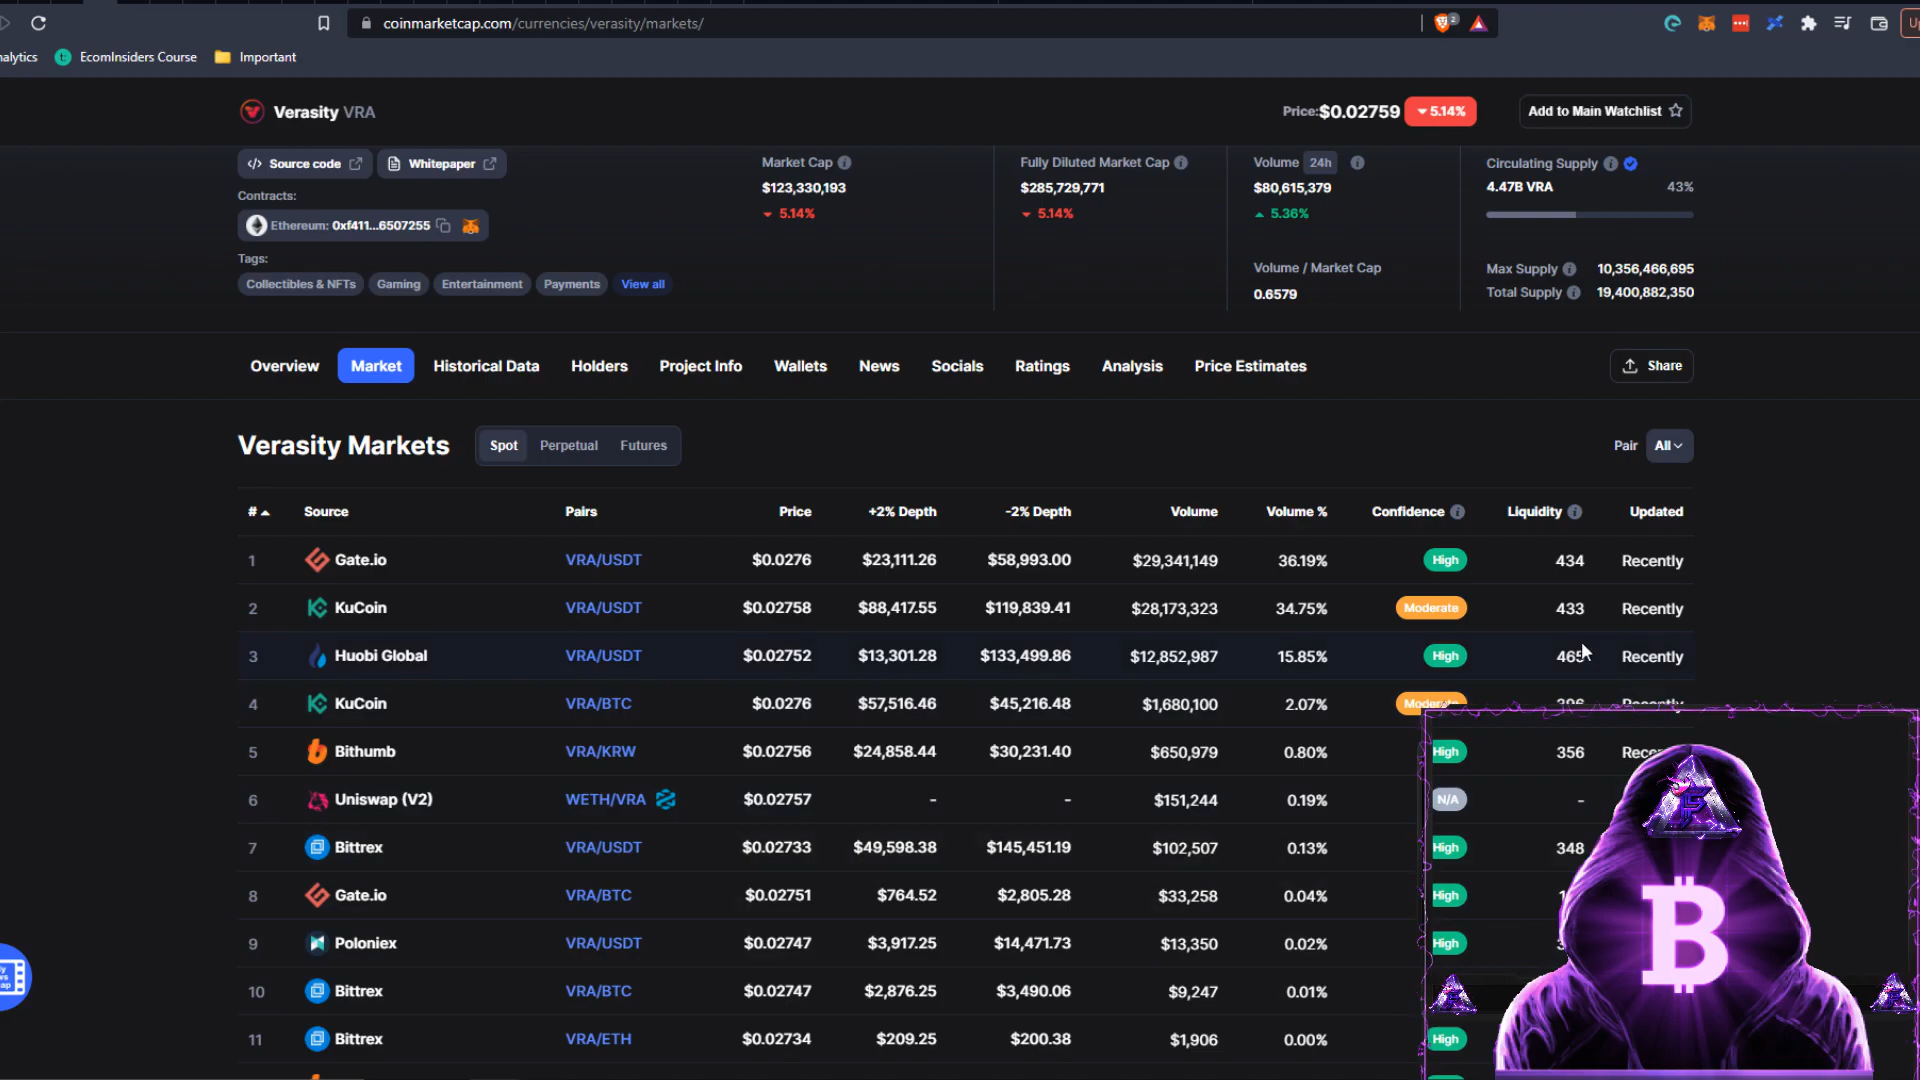 coinmarketcap.com/currencies/verasity/markets/
2
nalytics EcomInsiders Course Important
Verasity VRA Price:$0.02759 5.14% Add to Main Watchlist
Source code Whitepaper Market Cap Fully Diluted Market Cap Volume 24h Circulating Supply
$123,330,193 $285,729,771 $80,615,379 4.47B VRA 43%
Contracts: 5.14% 5.14% 5.36%
Ethereum: 0xf411...6507255
Tags: Volume / Market Cap Max Supply 10,356,466,695
Collectibles & NFTs Gaming Entertainment Payments View all 0.6579 Total Supply 19,400,882,350
Overview Market Historical Data Holders Project Info Wallets News Socials Ratings Analysis Price Estimates Share
Verasity Markets Spot Perpetual Futures Pair All
# Source Pairs Price +2% Depth -2% Depth Volume Volume % Confidence Liquidity Updated
1 Gate.io VRA/USDT $0.0276 $23,111.26 $58,993.00 $29,341,149 36.19% High 434 Recently
2 KuCoin VRA/USDT $0.02758 $88,417.55 $119,839.41 $28,173,323 34.75% Moderate 433 Recently
3 Huobi Global VRA/USDT $0.02752 $13,301.28 $133,499.86 $12,852,987 15.85% High 465 Recently
4 KuCoin VRA/BTC $0.0276 $57,516.46 $45,216.48 $1,680,100 2.07% Moderate 396 Recently
5 Bithumb VRA/KRW $0.02756 $24,858.44 $30,231.40 $650,979 0.80% High 356
6 Uniswap (V2) WETH/VRA $0.02757 - - $151,244 0.19% N/A -
7 Bittrex VRA/USDT $0.02733 $49,598.38 $145,451.19 $102,507 0.13% High 348
8 Gate.io VRA/BTC $0.02751 $764.52 $2,805.28 $33,258 0.04% High
9 Poloniex VRA/USDT $0.02747 $3,917.25 $14,471.73 $13,350 0.02% High
10 Bittrex VRA/BTC $0.02747 $2,876.25 $3,490.06 $9,247 0.01%
11 Bittrex VRA/ETH $0.02734 $209.25 $200.38 $1,906 0.00% High